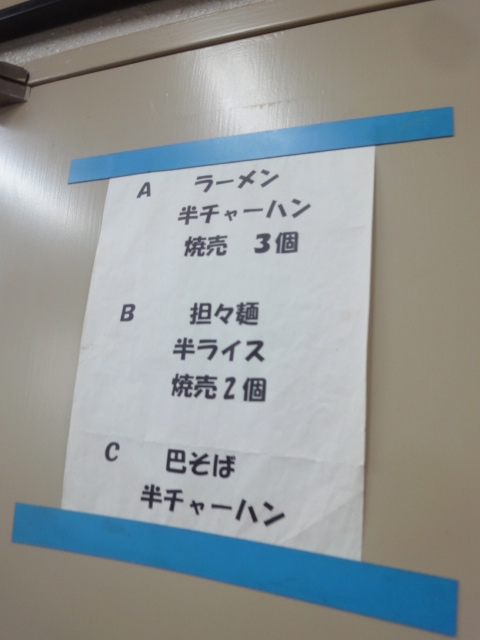 A ラーメン
半チャーハン
焼売 3個
B 担々麺
半ライス
焼売2個
C 巴そば
半チャーハン